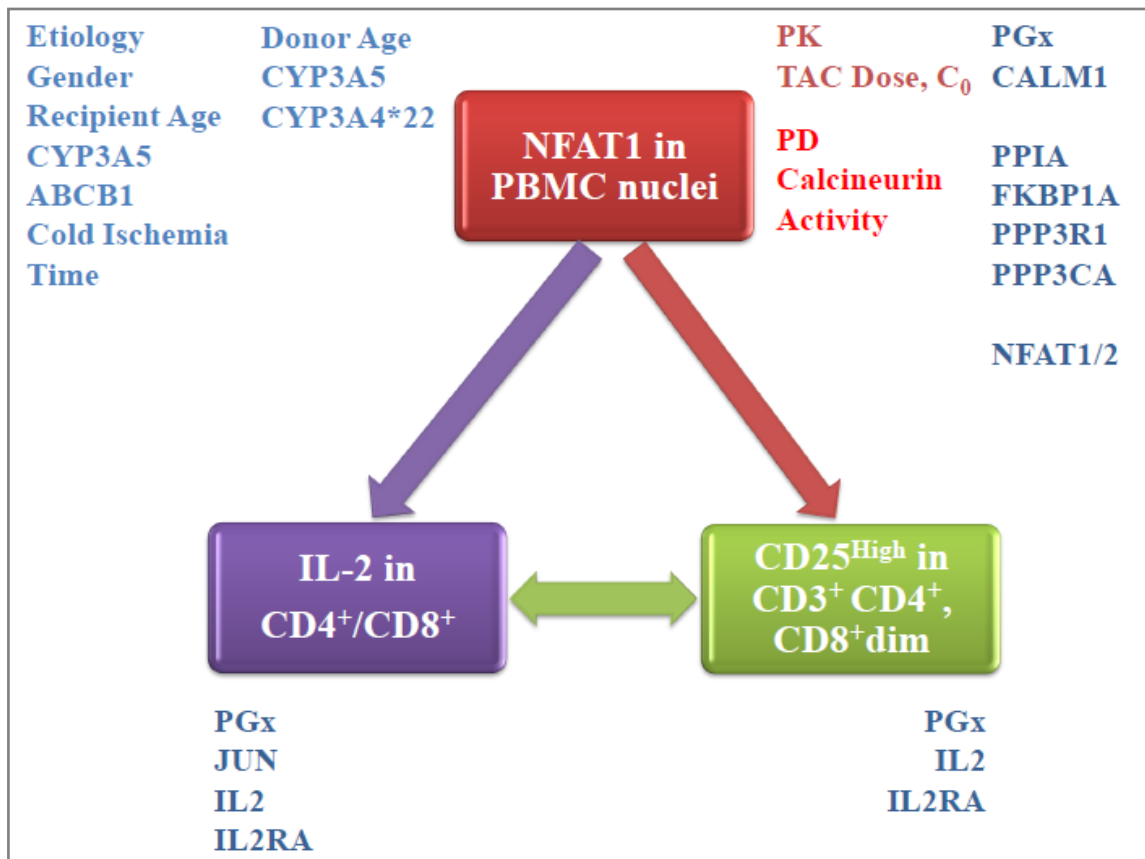 Etiology
Gender
Recipient Age
CYP3A5
ABCB1
Cold Ischemia
Time
Donor Age
CYP3A5
CYP3A4*22
NFAT1 in
PBMC nuclei
PK
TAC Dose, C₀
PD
Calcineurin
Activity
PGx
CALM1
PPIA
FKBP1A
PPP3R1
PPP3CA
NFAT1/2
IL-2 in
CD4⁺/CD8⁺
CD25ᴴⁱᵍʰ in
CD3⁺ CD4⁺,
CD8⁺dim
PGx
JUN
IL2
IL2RA
PGx
IL2
IL2RA